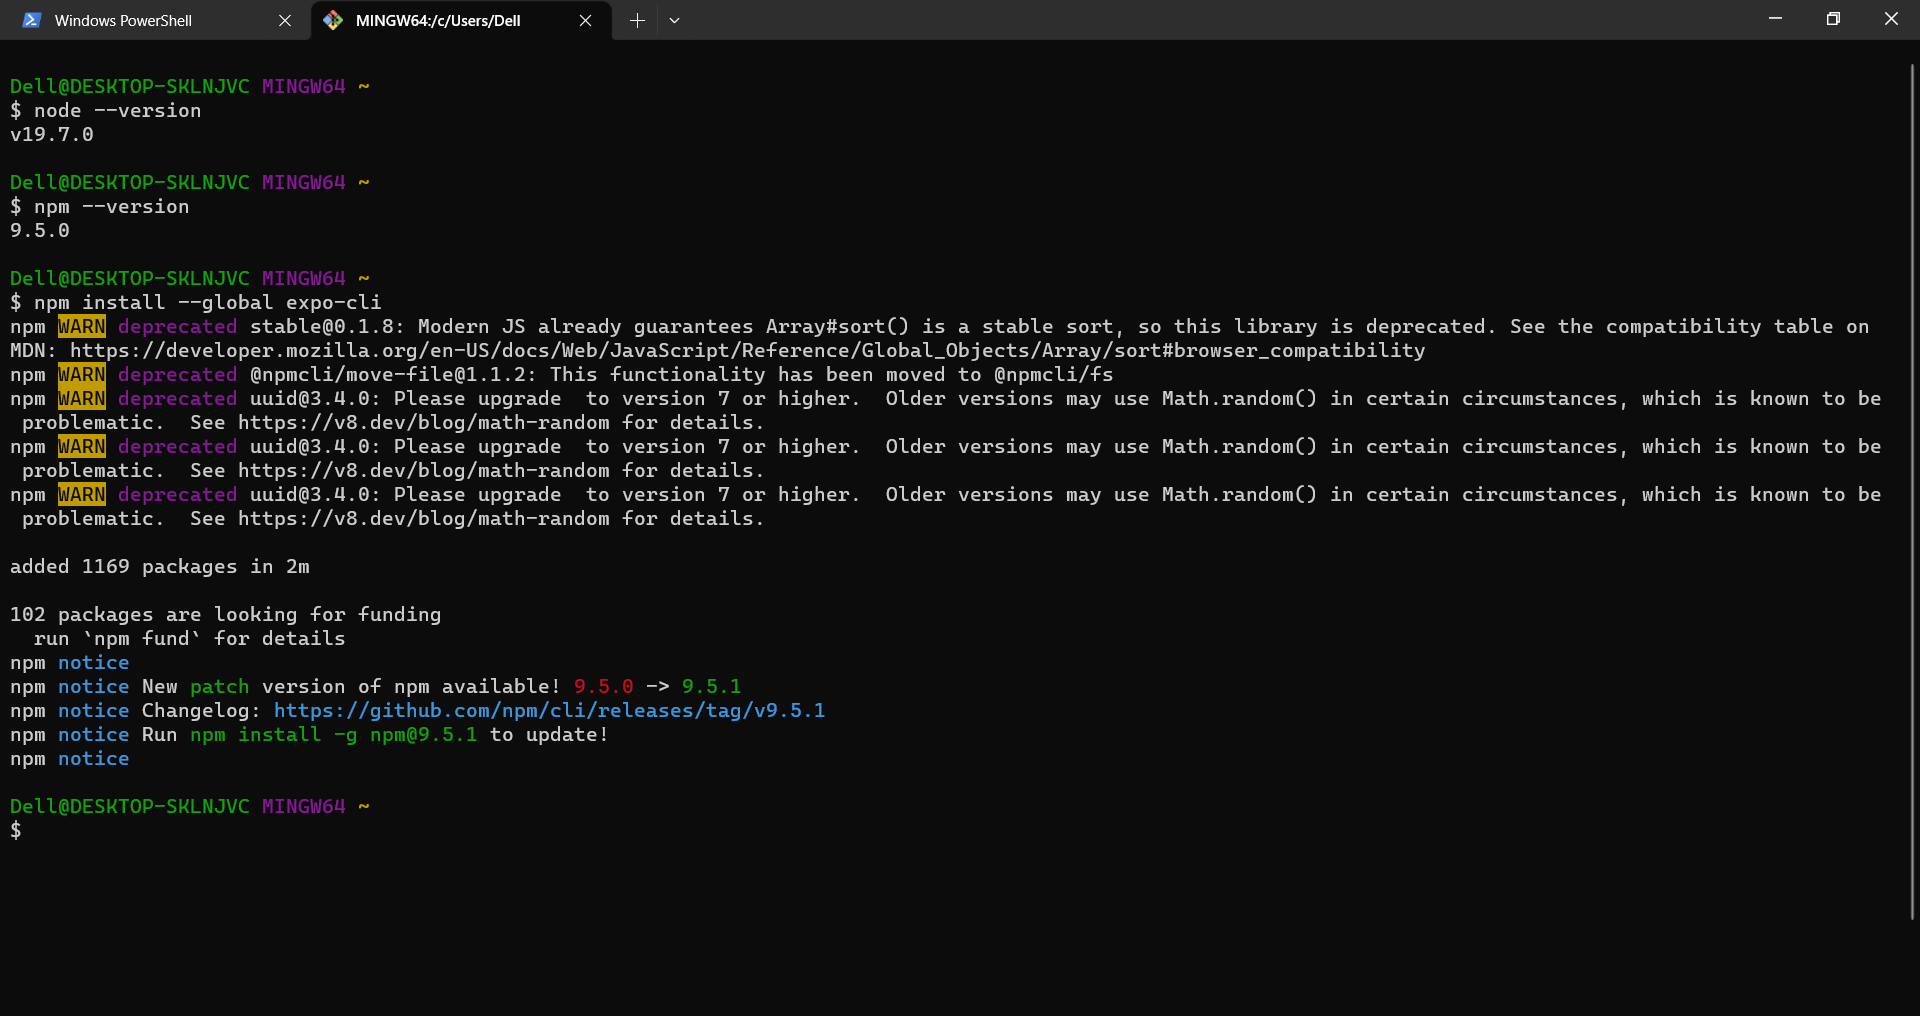 Windows PowerShell
MINGW64:/c/Users/Dell
Dell@DESKTOP-SKLNJVC MINGW64 ~
$ node --version
v19.7.0
Dell@DESKTOP-SKLNJVC MINGW64 ~
$ npm --version
9.5.0
Dell@DESKTOP-SKLNJVC MINGW64 ~
$ npm install --global expo-cli
npm WARN deprecated stable@0.1.8: Modern JS already guarantees Array#sort() is a stable sort, so this library is deprecated. See the compatibility table on
MDN: https://developer.mozilla.org/en-US/docs/Web/JavaScript/Reference/Global_Objects/Array/sort#browser_compatibility
npm WARN deprecated @npmcli/move-file@1.1.2: This functionality has been moved to @npmcli/fs
npm WARN deprecated uuid@3.4.0: Please upgrade  to version 7 or higher.  Older versions may use Math.random() in certain circumstances, which is known to be
 problematic.  See https://v8.dev/blog/math-random for details.
npm WARN deprecated uuid@3.4.0: Please upgrade  to version 7 or higher.  Older versions may use Math.random() in certain circumstances, which is known to be
 problematic.  See https://v8.dev/blog/math-random for details.
npm WARN deprecated uuid@3.4.0: Please upgrade  to version 7 or higher.  Older versions may use Math.random() in certain circumstances, which is known to be
 problematic.  See https://v8.dev/blog/math-random for details.
added 1169 packages in 2m
102 packages are looking for funding
  run `npm fund` for details
npm notice
npm notice New patch version of npm available! 9.5.0 -> 9.5.1
npm notice Changelog: https://github.com/npm/cli/releases/tag/v9.5.1
npm notice Run npm install -g npm@9.5.1 to update!
npm notice
Dell@DESKTOP-SKLNJVC MINGW64 ~
$